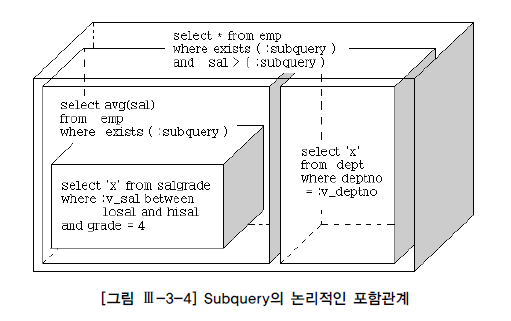 select * from emp
where exists ( :subquery )
and sal > ( :subquery )
select avg(sal)
from emp
where exists ( :subquery )
select 'x' from salgrade
where :v_sal between
losal and hisal
and grade = 4
select 'x'
from dept
where deptno
= :v_deptno
[그림 Ⅲ-3-4] Subquery의 논리적인 포함관계